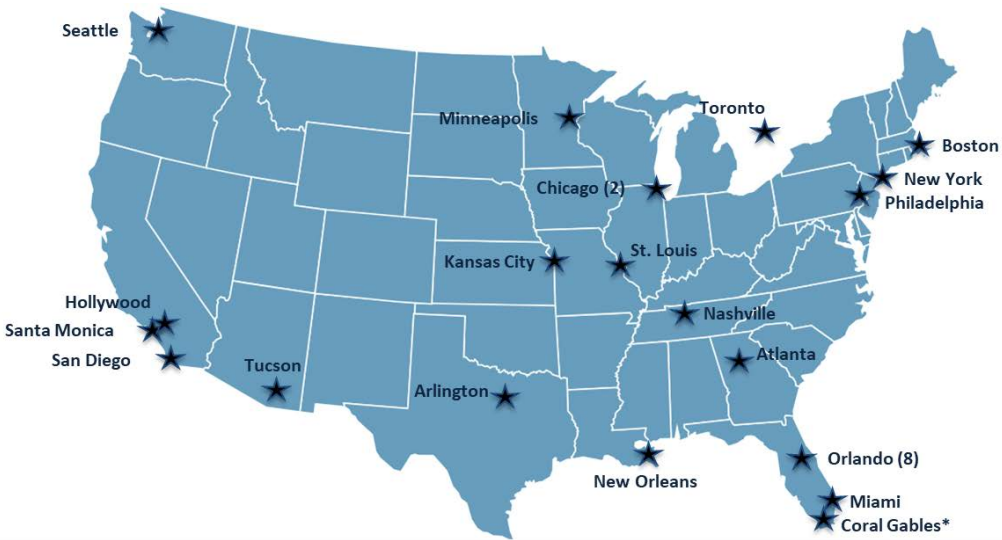 Seattle
Toronto
Minneapolis
Boston
New York
Chicago (2)
Philadelphia
St. Louis
Kansas City
Hollywood
Nashville
Santa Monica
Atlanta
San Diego
Tucson
Arlington
Orlando (8)
New Orleans
Miami
Coral Gables*